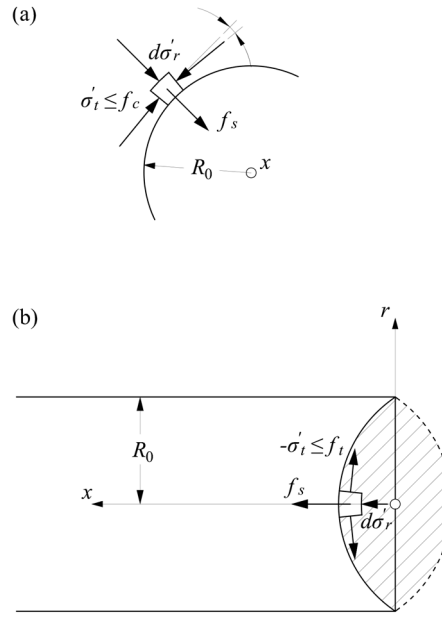 (a)
dσ'r
σ't ≤ fc
fs
R0
x
(b)
r
-σ't ≤ ft
R0
x
fs
dσ'r